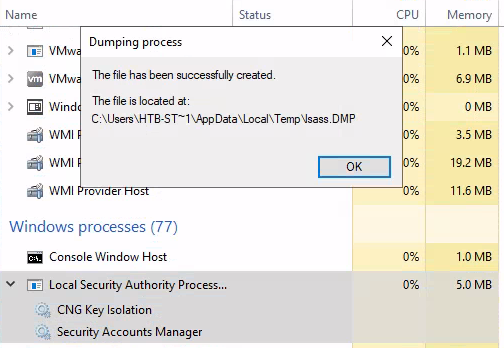 Name Status CPU Memory
VMwa 0% 1.1 MB
Dumping process
VMwa 0% 6.9 MB
The file has been successfully created.
Windo 0% 0 MB
The file is located at:
C:\Users\HTB-ST~1\AppData\Local\Temp\lsass.DMP
WMI P 0% 3.5 MB
WMI P 0% 19.2 MB
OK
WMI Provider Host 0% 11.6 MB
Windows processes (77)
Console Window Host 0% 1.0 MB
Local Security Authority Process... 0% 5.0 MB
CNG Key Isolation
Security Accounts Manager